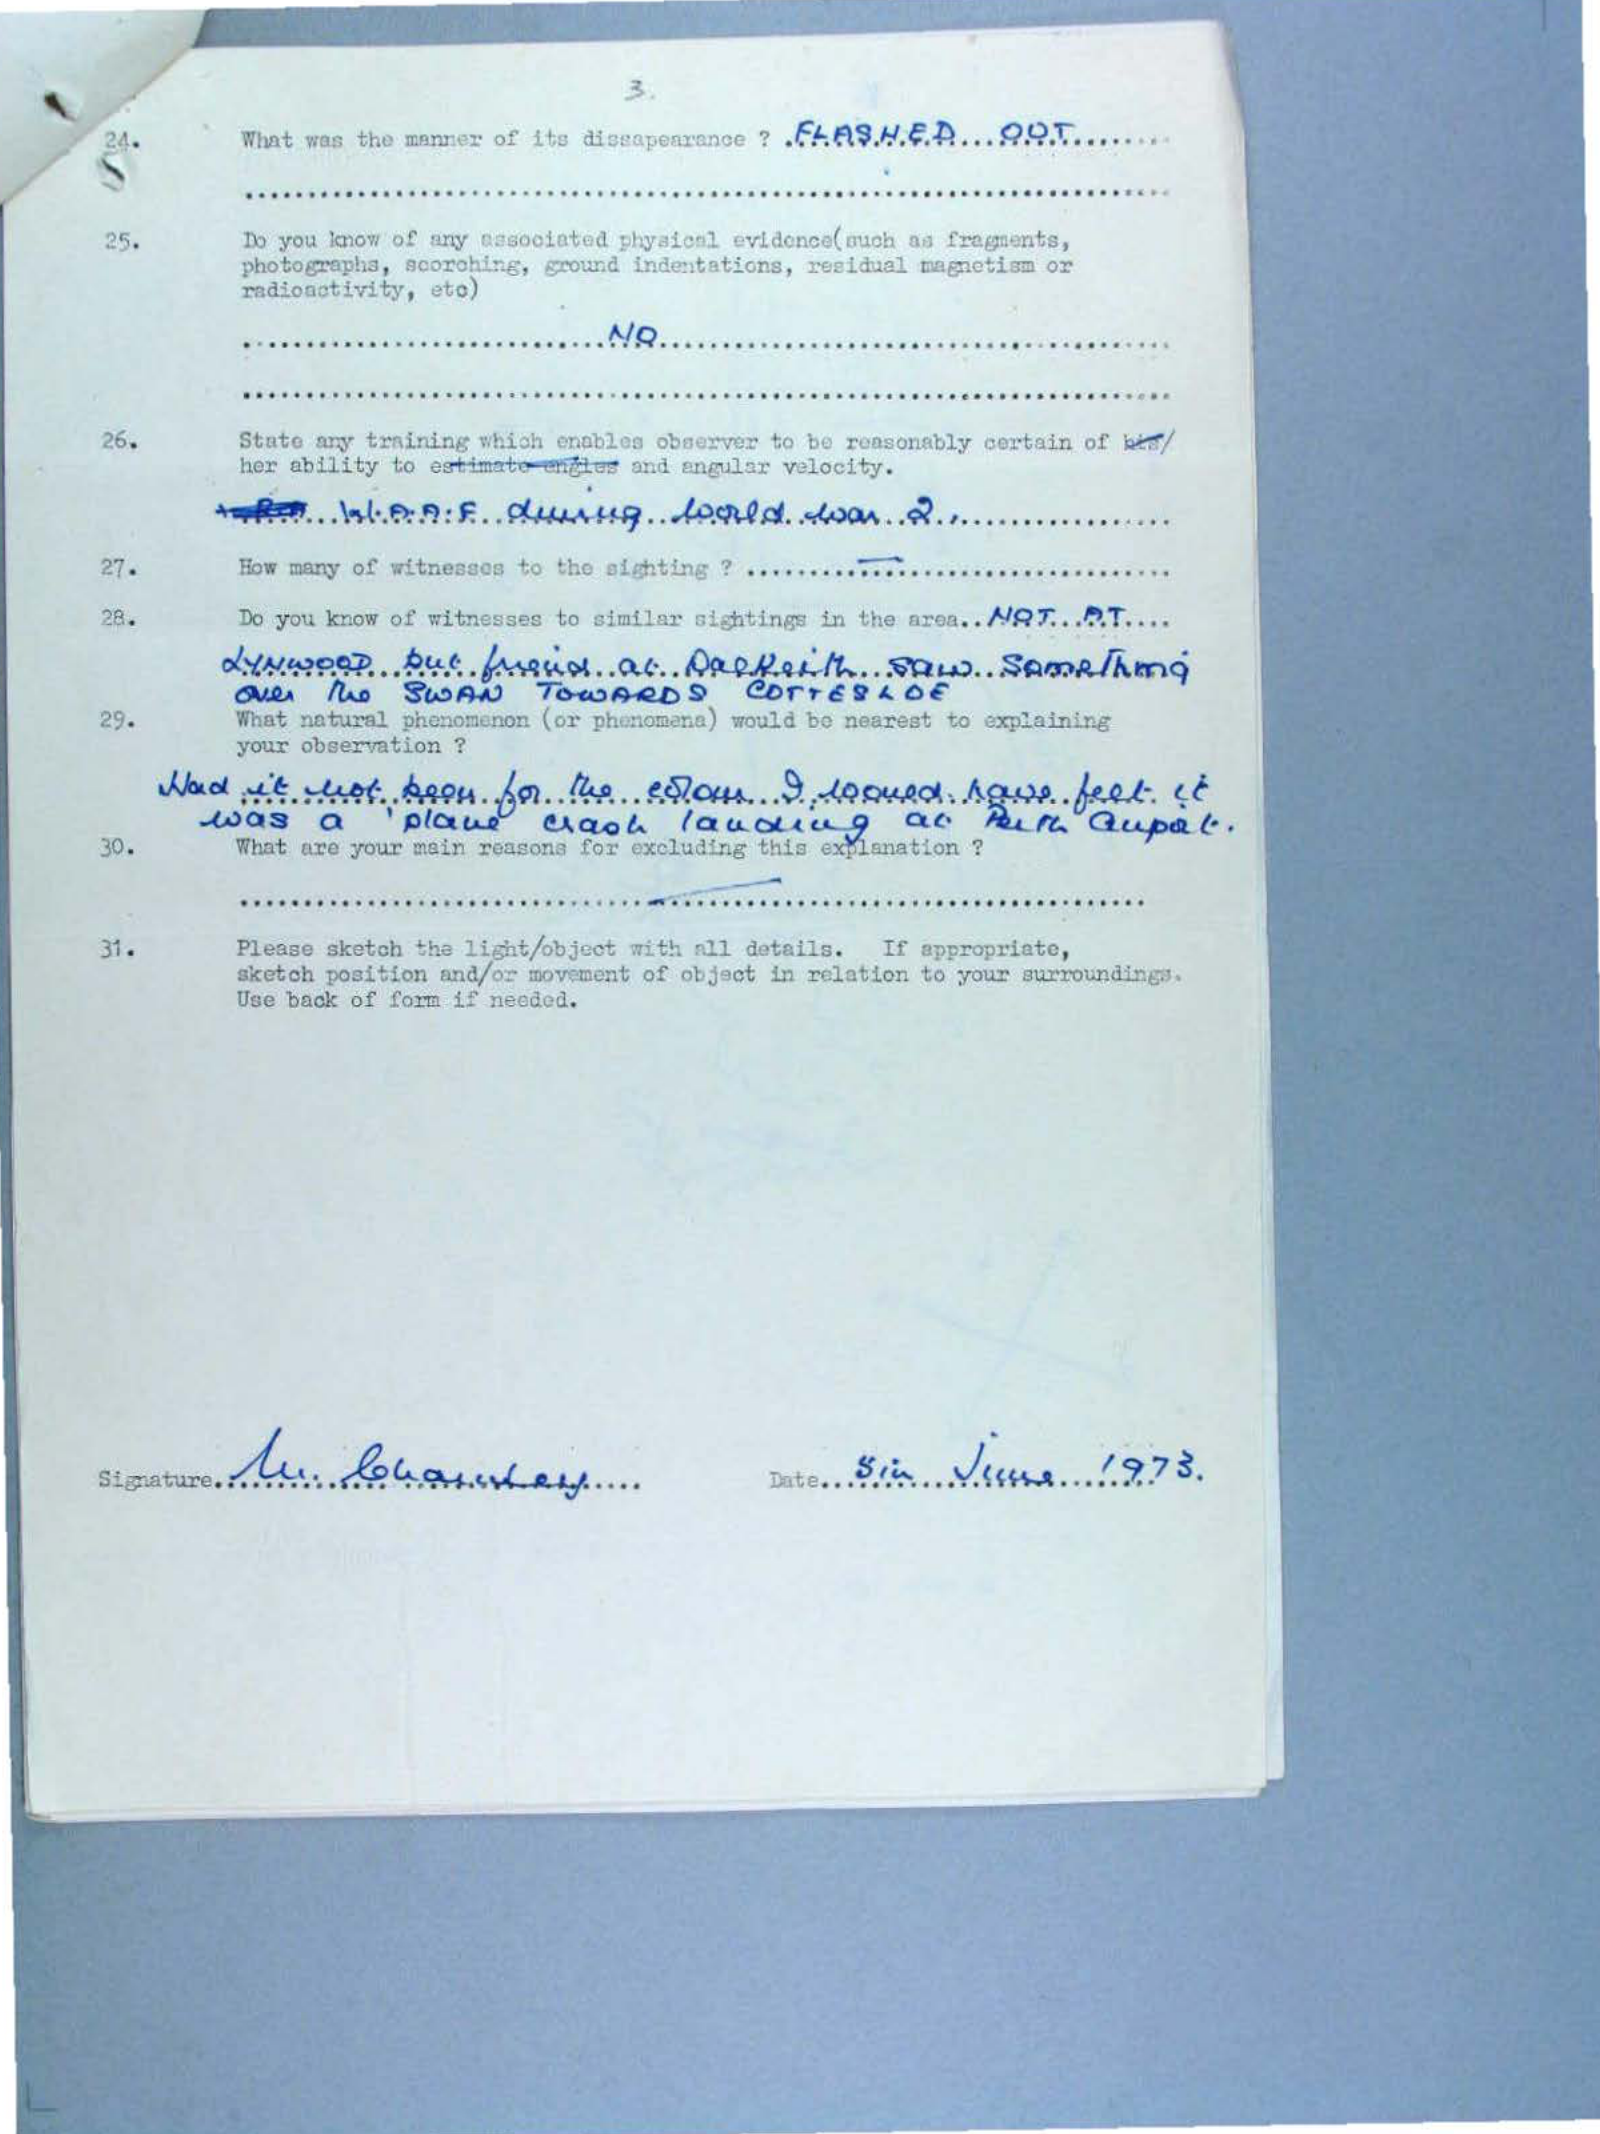 3.
24. What was the manner of its dissapearance ? FLASHED OUT
25. Do you know of any associated physical evidence(such as fragments,
photographs, scorching, ground indentations, residual magnetism or
radioactivity, etc)
NO
26. State any training which enables observer to be reasonably certain of his/
her ability to estimate angles and angular velocity.
W.A.A.F. during World War 2.
27. How many of witnesses to the sighting ? —
28. Do you know of witnesses to similar sightings in the area.. NOT AT
LYNWOOD but friend at Dalkeith saw something
over the SWAN TOWARDS COTTESLOE
29. What natural phenomenon (or phenomena) would be nearest to explaining
your observation ?
Had it not been for the colour I would have felt it
was a 'plane crash landing at Perth Airport.
30. What are your main reasons for excluding this explanation ?
31. Please sketch the light/object with all details. If appropriate,
sketch position and/or movement of object in relation to your surroundings.
Use back of form if needed.
Signature M. Date 5th June 1973.